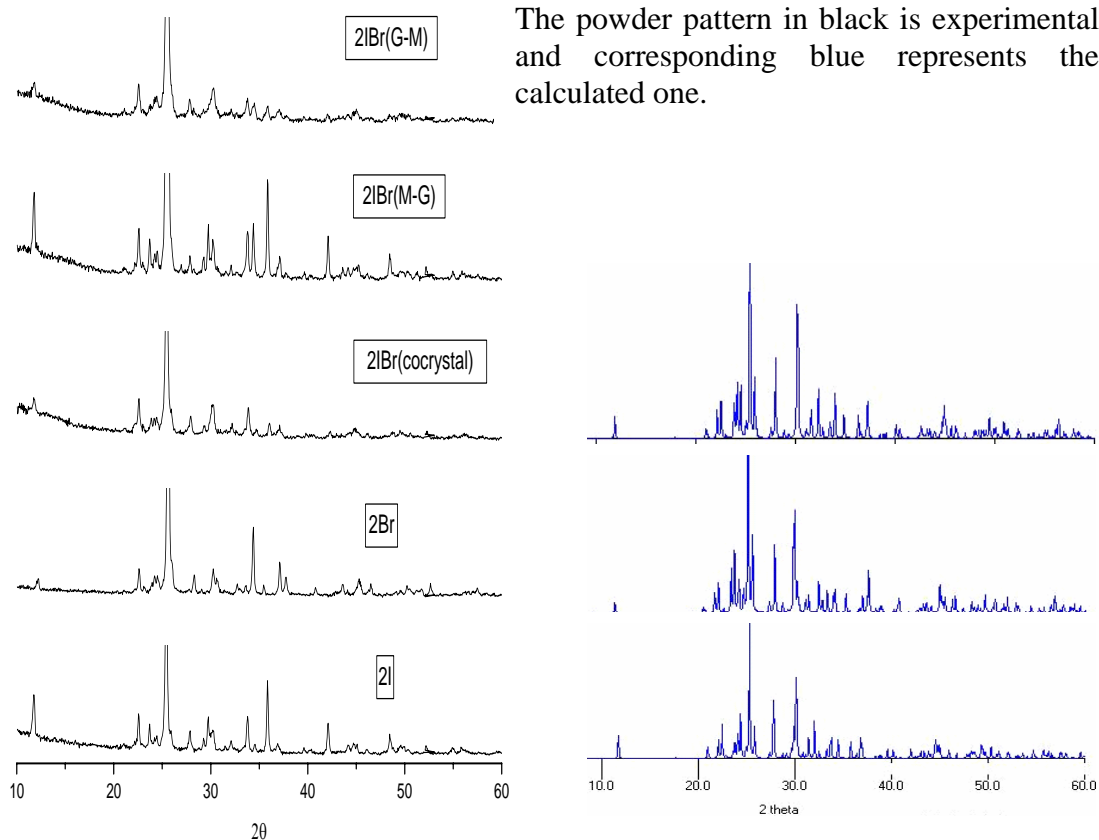 2IBr(G-M)
The powder pattern in black is experimental
and corresponding blue represents the
calculated one.
2IBr(M-G)
2IBr(cocrystal)
2Br
2I
10 20 30 40 50 60
2θ
10.0 20.0 30.0 40.0 50.0 60.0
2 theta